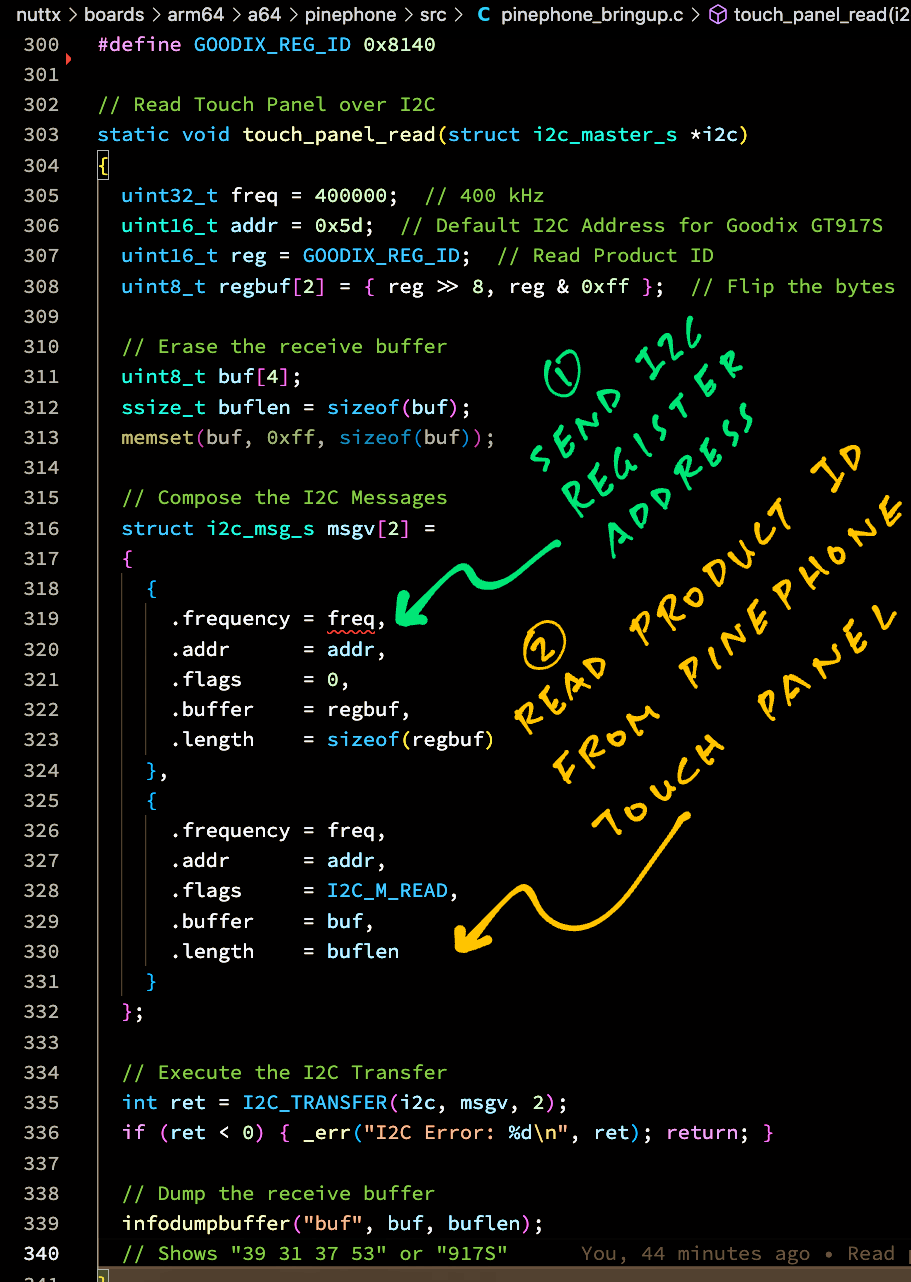 nuttx > boards > arm64 > a64 > pinephone > src > C pinephone_bringup.c > touch_panel_read(i2
300 #define GOODIX_REG_ID 0x8140
301
302 // Read Touch Panel over I2C
303 static void touch_panel_read(struct i2c_master_s *i2c)
304 {
305 uint32_t freq = 400000; // 400 kHz
306 uint16_t addr = 0x5d; // Default I2C Address for Goodix GT917S
307 uint16_t reg = GOODIX_REG_ID; // Read Product ID
308 uint8_t regbuf[2] = { reg >> 8, reg & 0xff }; // Flip the bytes
309
310 // Erase the receive buffer
311 uint8_t buf[4];
312 ssize_t buflen = sizeof(buf);
313 memset(buf, 0xff, sizeof(buf));
314
315 // Compose the I2C Messages
316 struct i2c_msg_s msgv[2] =
317 {
318 {
319 .frequency = freq,
320 .addr = addr,
321 .flags = 0,
322 .buffer = regbuf,
323 .length = sizeof(regbuf)
324 },
325 {
326 .frequency = freq,
327 .addr = addr,
328 .flags = I2C_M_READ,
329 .buffer = buf,
330 .length = buflen
331 }
332 };
333
334 // Execute the I2C Transfer
335 int ret = I2C_TRANSFER(i2c, msgv, 2);
336 if (ret < 0) { _err("I2C Error: %d\n", ret); return; }
337
338 // Dump the receive buffer
339 infodumpbuffer("buf", buf, buflen);
340 // Shows "39 31 37 53" or "917S" You, 44 minutes ago • Read
341 }
1
SEND I2C
REGISTER
ADDRESS
2
READ PRODUCT ID
FROM PINEPHONE
TOUCH PANEL